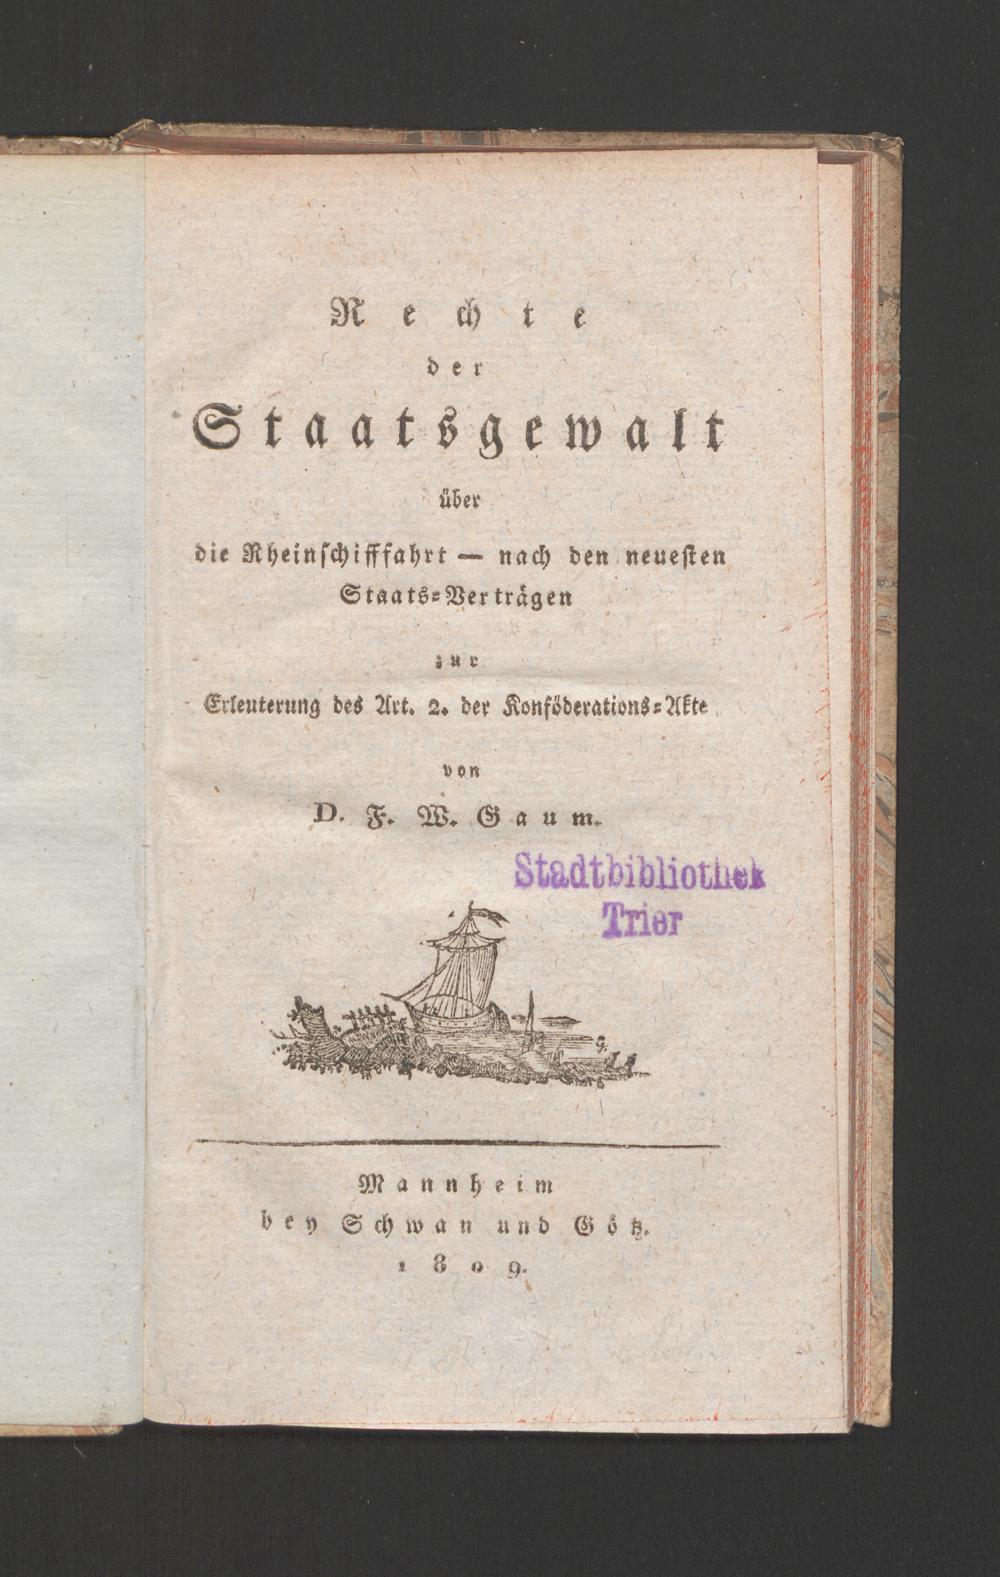 Rechte
der
Staatsgewalt
über
die Rheinschifffahrt — nach den neuesten
Staats-Verträgen
zur
Erleuterung des Art. 2. der Konföderations-Akte
von
D. F. W. Gaum.
Stadtbibliothek
Trier
g.
Mannheim
bey Schwan und Götz.
1809.